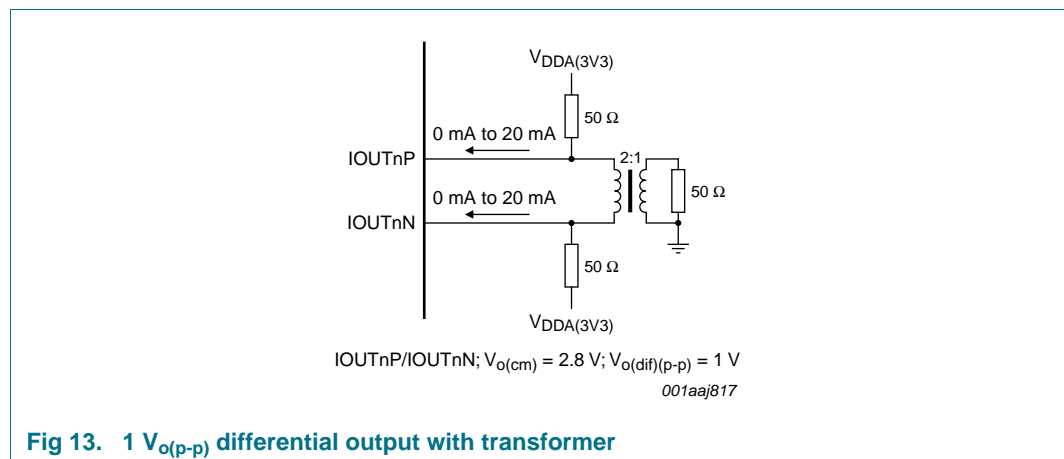 VDDA(3V3)
50 Ω
0 mA to 20 mA
IOUTnP
2:1
0 mA to 20 mA
50 Ω
IOUTnN
50 Ω
VDDA(3V3)
IOUTnP/IOUTnN; Vo(cm) = 2.8 V; Vo(dif)(p-p) = 1 V
001aaj817
Fig 13. 1 Vo(p-p) differential output with transformer